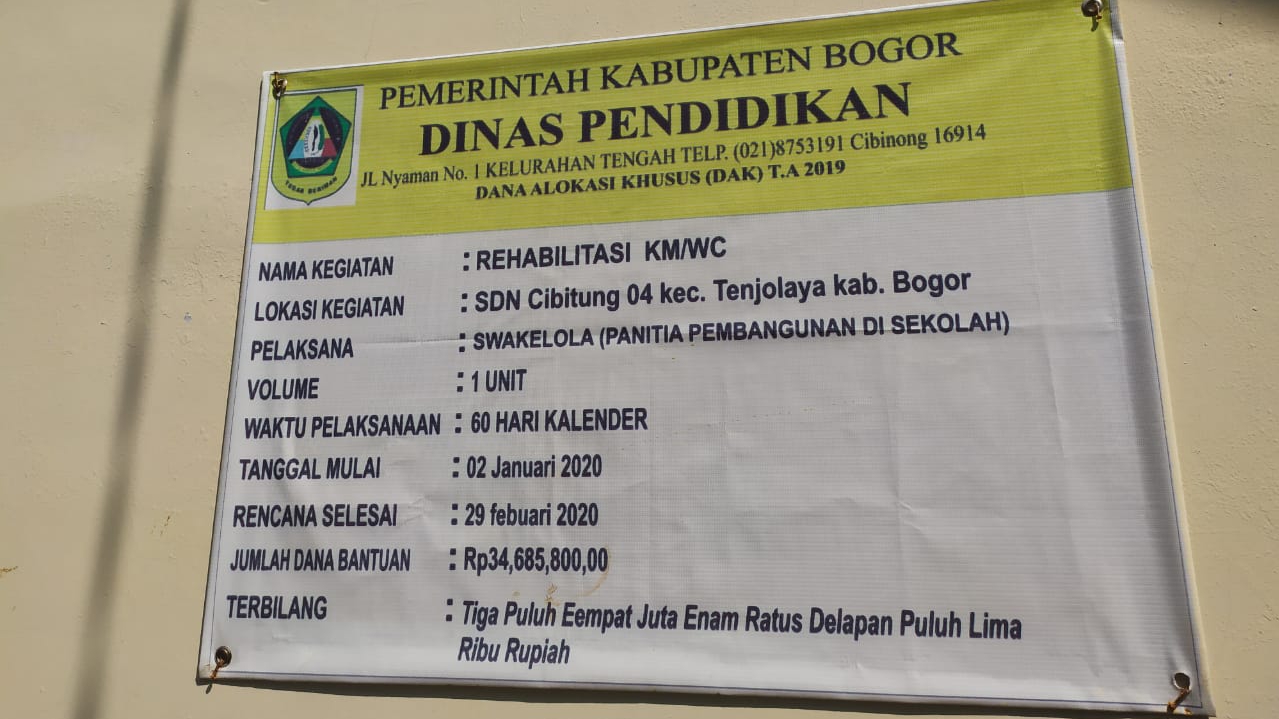 PEMERINTAH KABUPATEN BOGOR
DINAS PENDIDIKAN
JL Nyaman No. 1 KELURAHAN TENGAH TELP. (021)8753191 Cibinong 16914
DANA ALOKASI KHUSUS (DAK) T.A 2019
TEGAR BERIMAN
NAMA KEGIATAN : REHABILITASI KM/WC
LOKASI KEGIATAN : SDN Cibitung 04 kec. Tenjolaya kab. Bogor
PELAKSANA : SWAKELOLA (PANITIA PEMBANGUNAN DI SEKOLAH)
VOLUME : 1 UNIT
WAKTU PELAKSANAAN : 60 HARI KALENDER
TANGGAL MULAI : 02 Januari 2020
RENCANA SELESAI : 29 febuari 2020
JUMLAH DANA BANTUAN : Rp34,685,800,00
TERBILANG : Tiga Puluh Eempat Juta Enam Ratus Delapan Puluh Lima
Ribu Rupiah